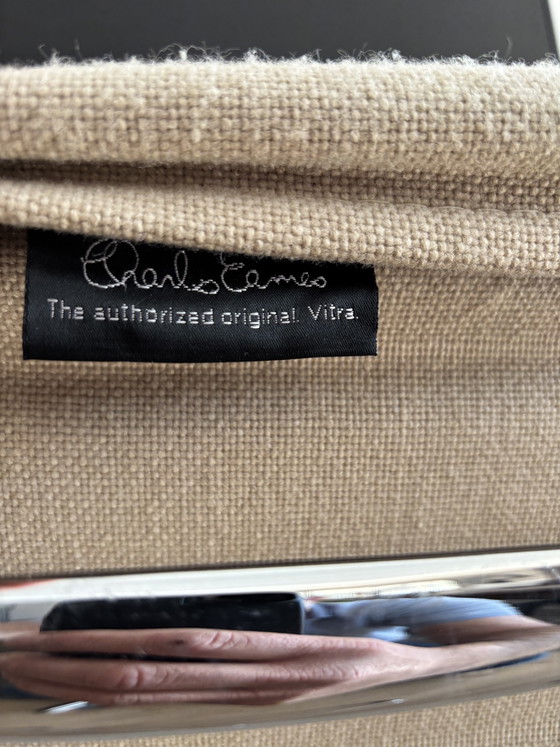 Charles Eames
The authorized original. Vitra.